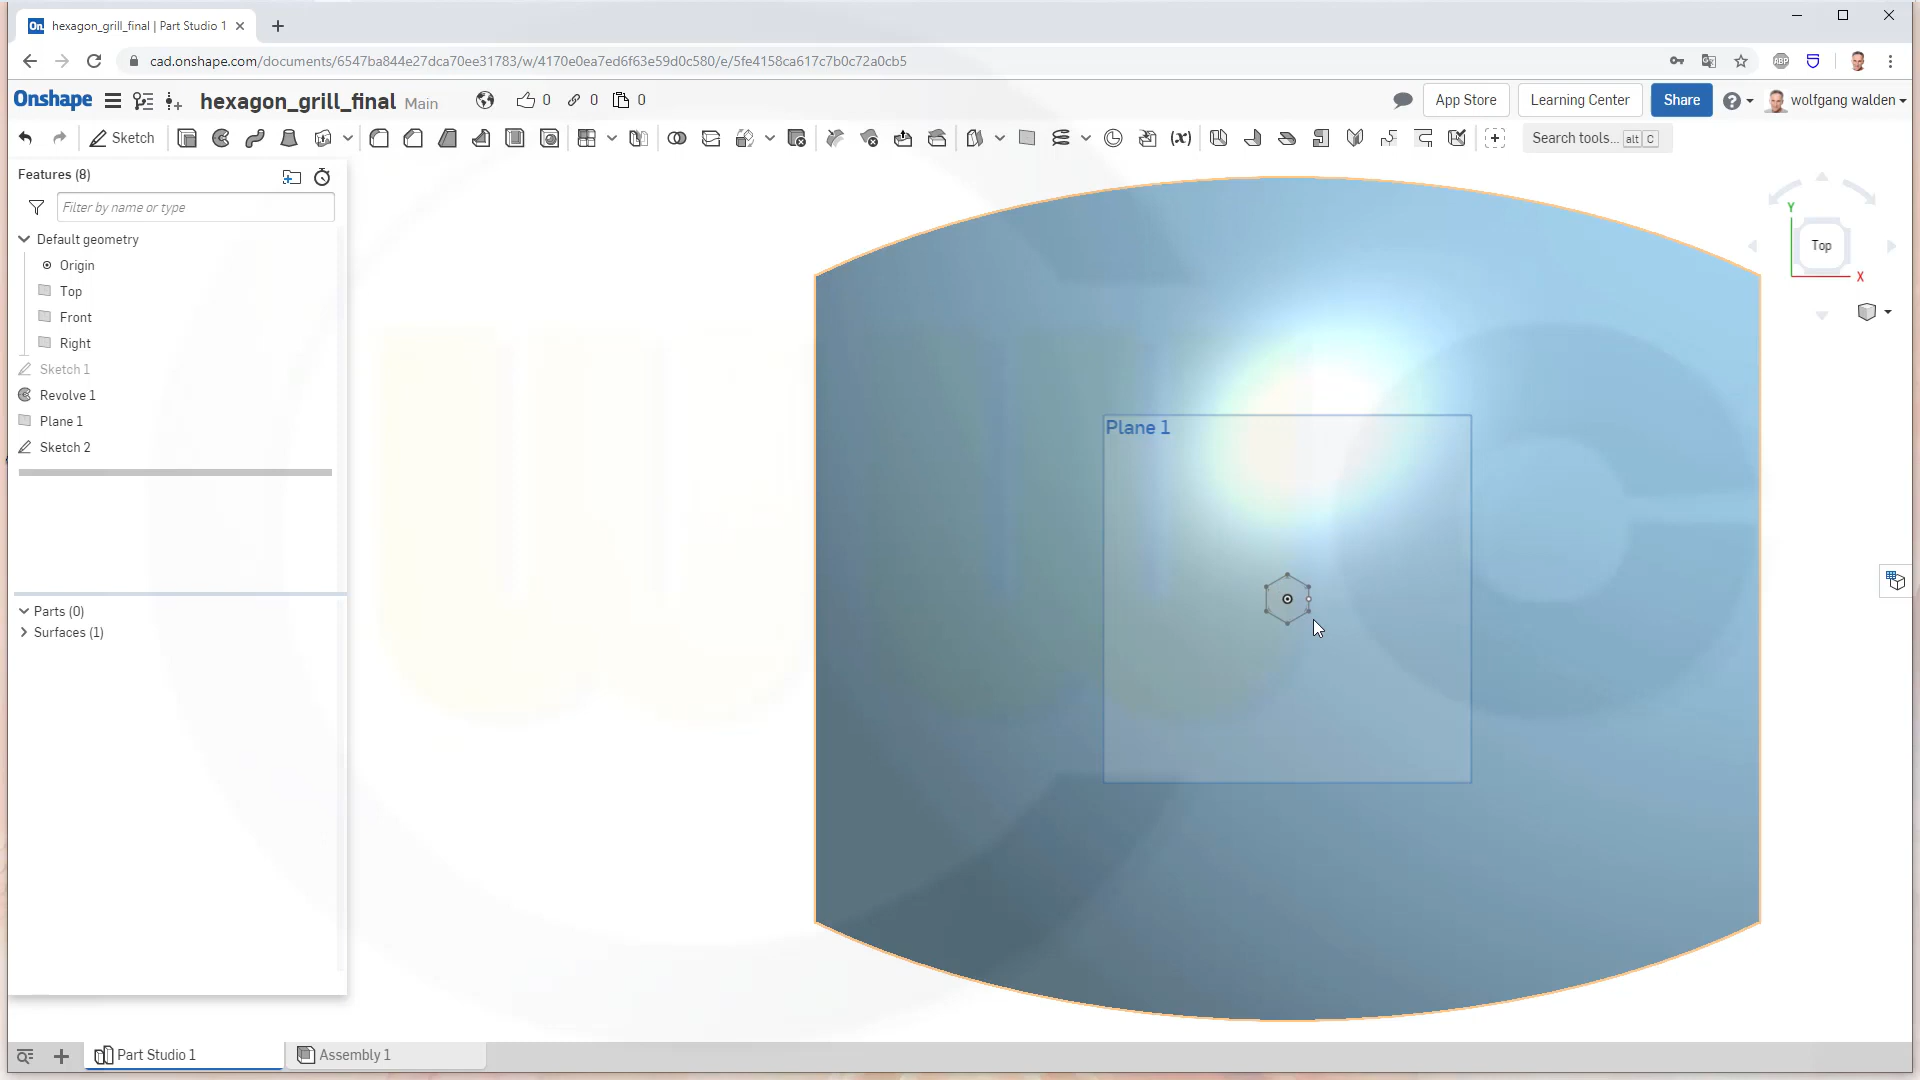 On hexagon_grill_final | Part Studio 1
cad.onshape.com/documents/6547ba844e27dca70ee31783/w/4170e0ea7ed6f63e59d0c580/e/5fe4158ca617c7b0c72a0cb5
ABP
Onshape hexagon_grill_final Main 0 0 0 App Store Learning Center Share wolfgang walden
Sketch (x) Search tools... alt C
Features (8)
Filter by name or type
Default geometry
Origin
Top
Front
Right
Sketch 1
Revolve 1
Plane 1
Sketch 2
Parts (0)
Surfaces (1)
Plane 1
Y
Top
X
Part Studio 1 Assembly 1